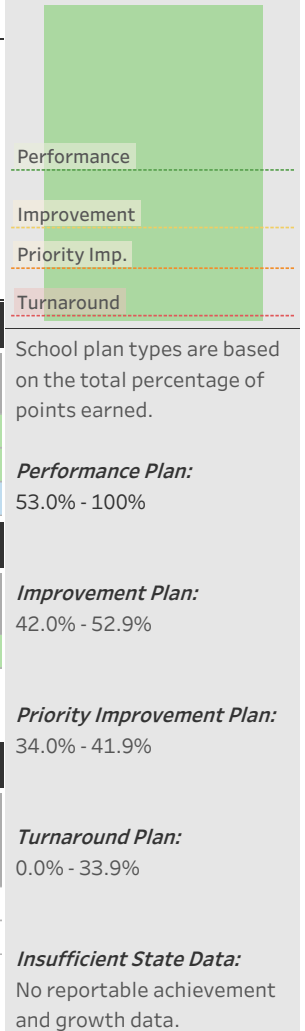 Performance
Improvement
Priority Imp.
Turnaround
School plan types are based
on the total percentage of
points earned.
Performance Plan:
53.0% - 100%
Improvement Plan:
42.0% - 52.9%
Priority Improvement Plan:
34.0% - 41.9%
Turnaround Plan:
0.0% - 33.9%
Insufficient State Data:
No reportable achievement
and growth data.